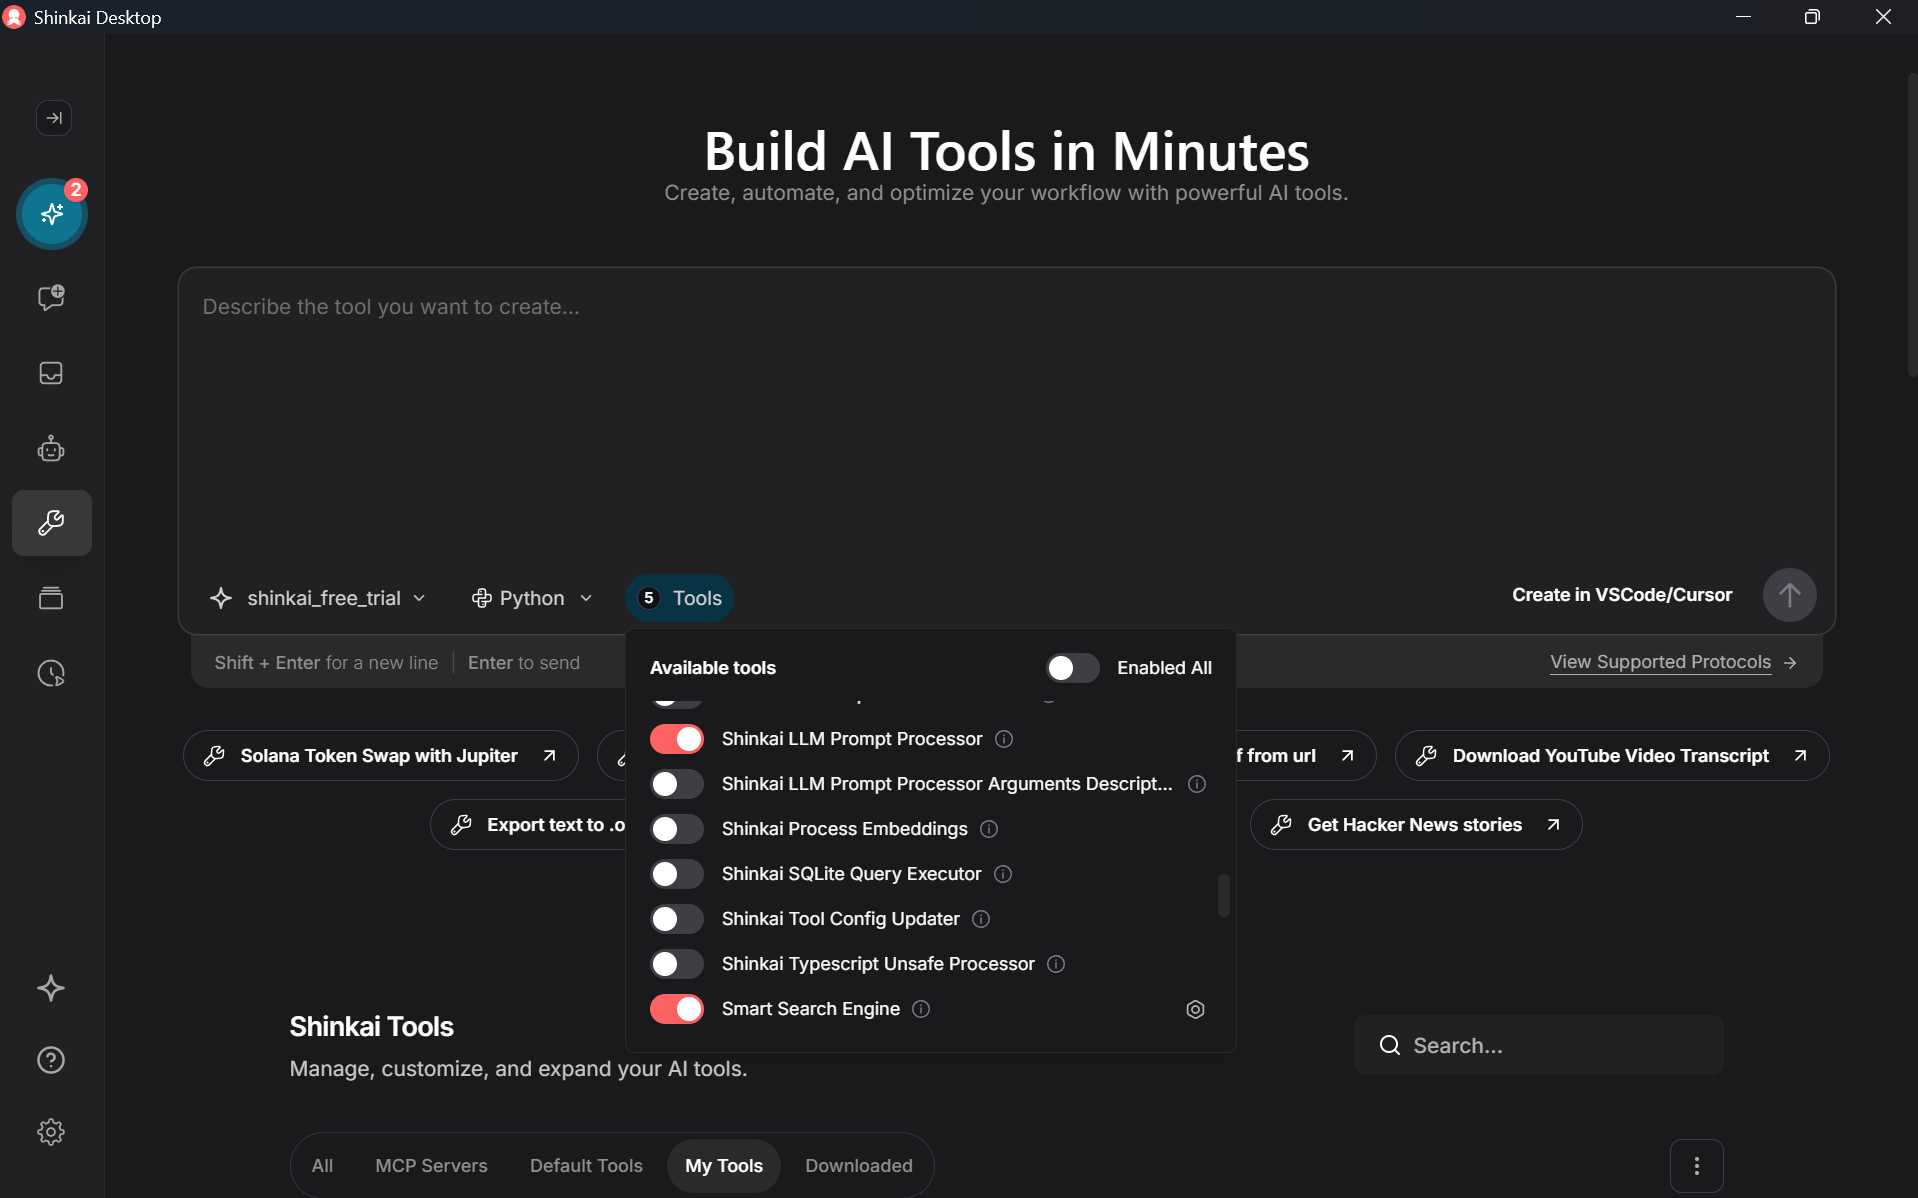 Shinkai Desktop
2
Build AI Tools in Minutes
Create, automate, and optimize your workflow with powerful AI tools.
Describe the tool you want to create...
shinkai_free_trial
Python
5 Tools
Create in VSCode/Cursor
Shift + Enter for a new line
Enter to send
View Supported Protocols
Available tools
Enabled All
Shinkai LLM Prompt Processor
Shinkai LLM Prompt Processor Arguments Descript...
Shinkai Process Embeddings
Shinkai SQLite Query Executor
Shinkai Tool Config Updater
Shinkai Typescript Unsafe Processor
Smart Search Engine
Solana Token Swap with Jupiter
from url
Download YouTube Video Transcript
Export text to .o
Get Hacker News stories
Shinkai Tools
Manage, customize, and expand your AI tools.
Search...
All
MCP Servers
Default Tools
My Tools
Downloaded